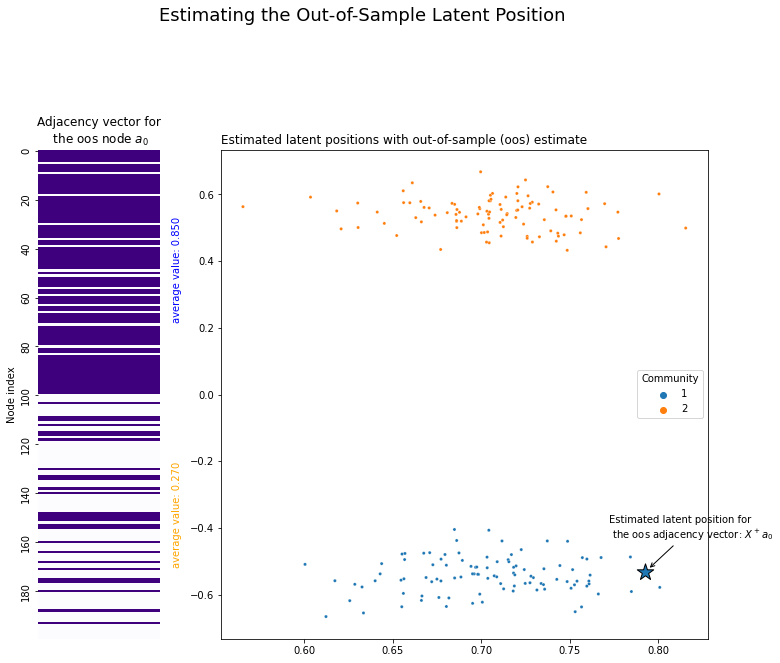 Estimating the Out-of-Sample Latent Position
Adjacency vector for
the oos node a₀
Estimated latent positions with out-of-sample (oos) estimate
Node index
0
20
40
60
80
100
120
140
160
180
average value: 0.850
average value: 0.270
0.6
0.4
0.2
0.0
−0.2
−0.4
−0.6
Community
1
2
Estimated latent position for
the oos adjacency vector: X⁺a₀
0.60
0.65
0.70
0.75
0.80